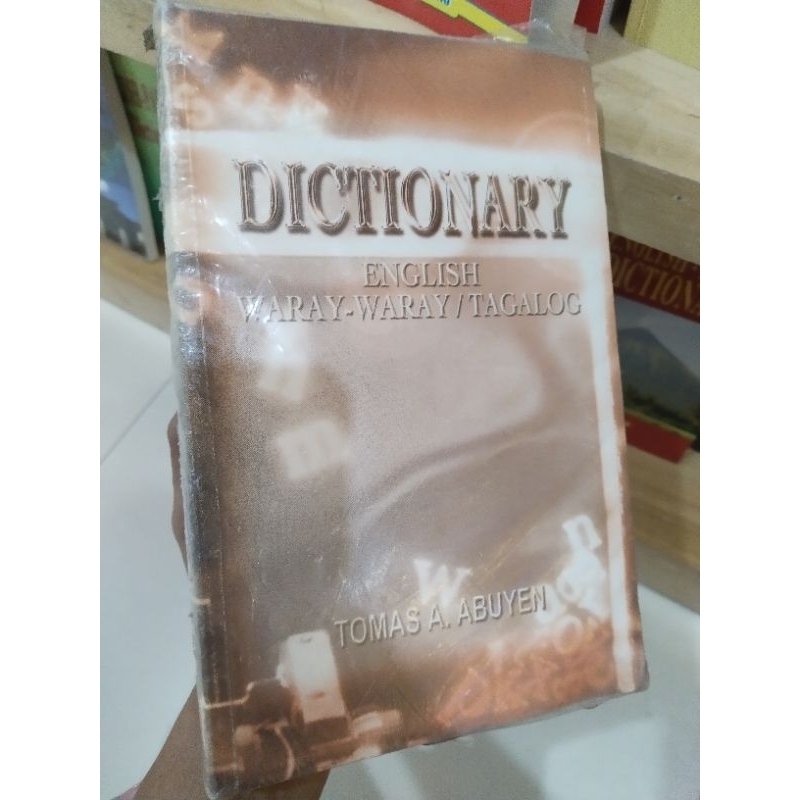 DICTIONARY
ENGLISH
WARAY-WARAY / TAGALOG
TOMAS A. ABUYEN